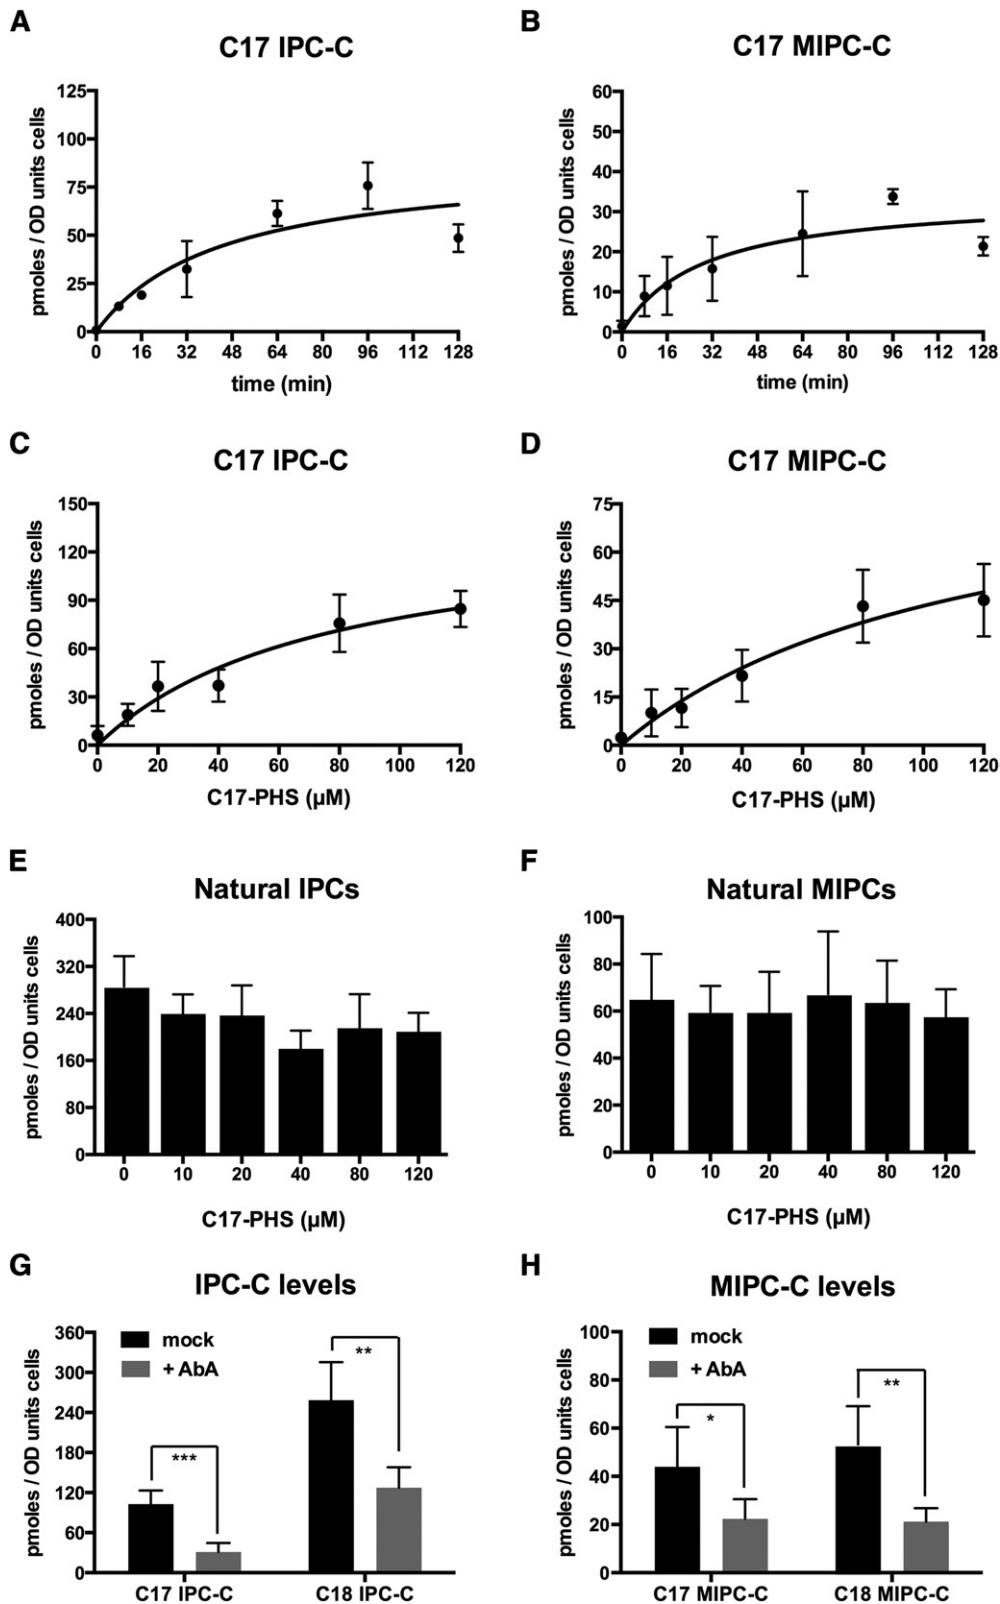 A
C17 IPC-C
pmoles / OD units cells
125
100
75
50
25
0
0 16 32 48 64 80 96 112 128
time (min)
B
C17 MIPC-C
pmoles / OD units cells
60
50
40
30
20
10
0
0 16 32 48 64 80 96 112 128
time (min)
C
C17 IPC-C
pmoles / OD units cells
150
120
90
60
30
0
0 20 40 60 80 100 120
C17-PHS (µM)
D
C17 MIPC-C
pmoles / OD units cells
75
60
45
30
15
0
0 20 40 60 80 100 120
C17-PHS (µM)
E
Natural IPCs
pmoles / OD units cells
400
320
240
160
80
0
0 10 20 40 80 120
C17-PHS (µM)
F
Natural MIPCs
pmoles / OD units cells
100
80
60
40
20
0
0 10 20 40 80 120
C17-PHS (µM)
G
IPC-C levels
pmoles / OD units cells
360
300
240
180
120
60
0
mock
+ AbA
***
**
C17 IPC-C C18 IPC-C
H
MIPC-C levels
pmoles / OD units cells
100
80
60
40
20
0
mock
+ AbA
*
**
C17 MIPC-C C18 MIPC-C